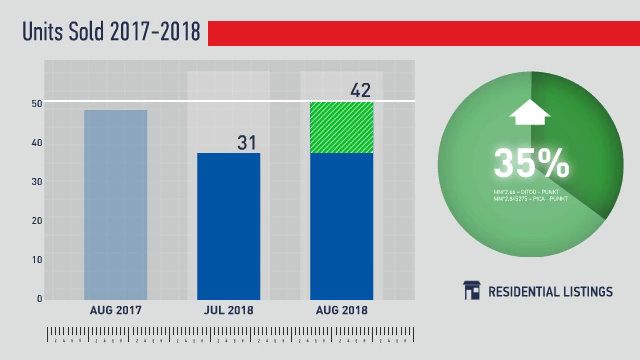 Units Sold 2017-2018
50
40
30
20
10
0
31
42
AUG 2017
JUL 2018
AUG 2018
35%
RESIDENTIAL LISTINGS